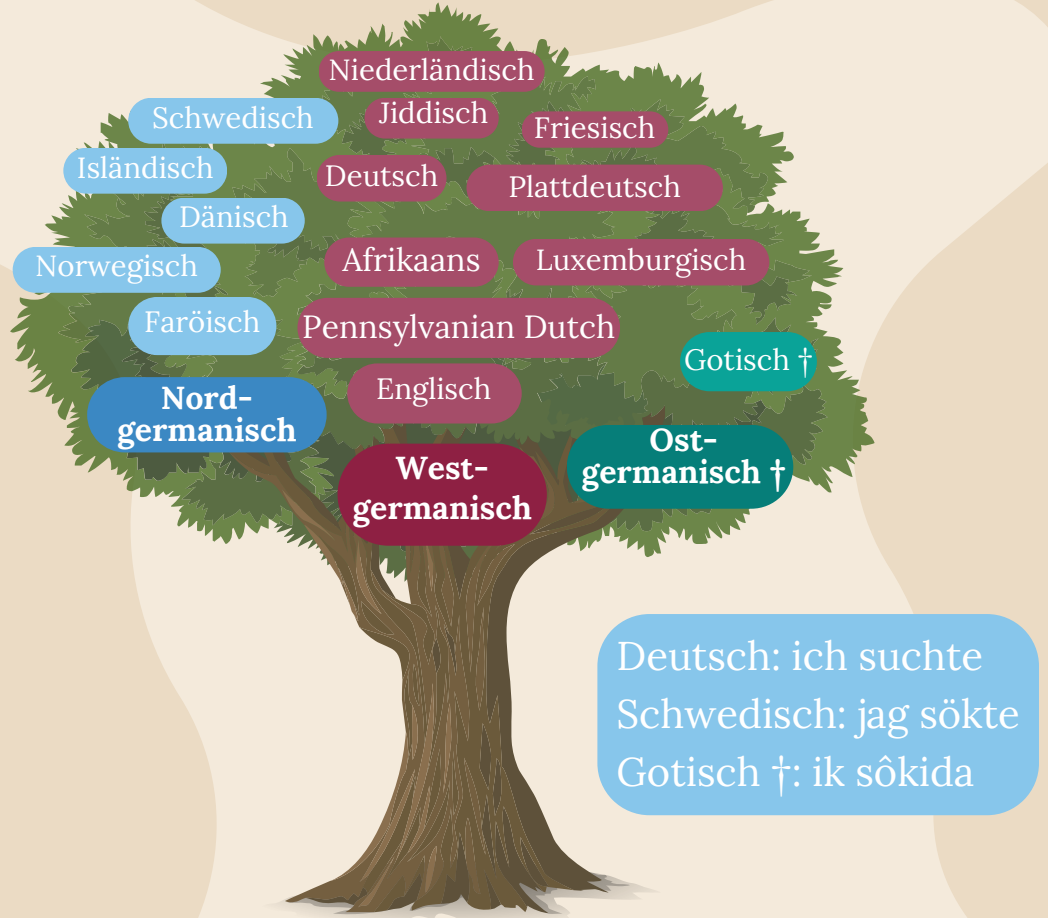 Niederländisch
Schwedisch
Jiddisch
Friesisch
Isländisch
Deutsch
Plattdeutsch
Dänisch
Norwegisch
Afrikaans
Luxemburgisch
Faröisch
Pennsylvanian Dutch
Gotisch †
Englisch
Nord-
germanisch
West-
germanisch
Ost-
germanisch †
Deutsch: ich suchte
Schwedisch: jag sökte
Gotisch †: ik sôkida